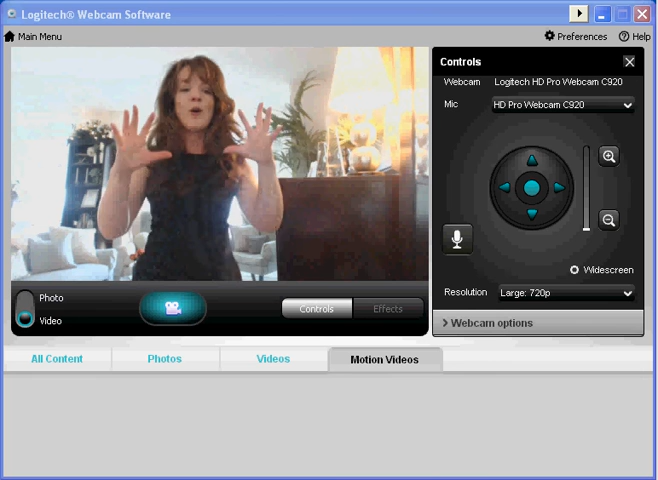 Logitech® Webcam Software
Main Menu
Preferences
Help
Controls
Webcam Logitech HD Pro Webcam C920
Mic HD Pro Webcam C920
Widescreen
Resolution Large: 720p
Webcam options
Photo
Video
Controls
Effects
All Content
Photos
Videos
Motion Videos